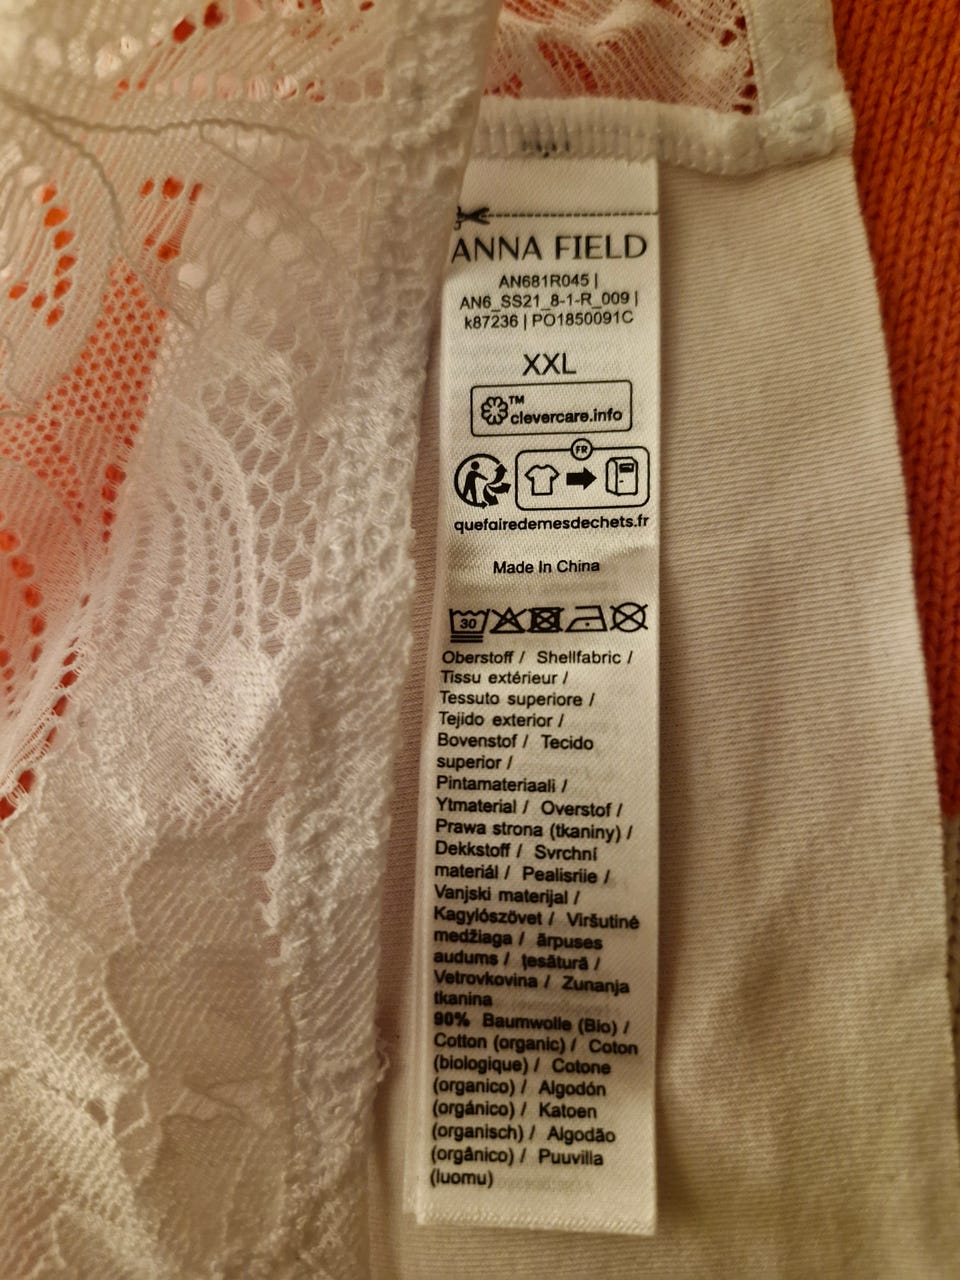 ANNA FIELD
AN681R045 |
AN6_SS21_8-1-R_009 |
k87236 | PO1850091C
XXL
TM
clevercare.info
FR
quefairedemesdechets.fr
Made In China
30
Oberstoff / Shellfabric /
Tissu extérieur /
Tessuto superiore /
Tejido exterior /
Bovenstof / Tecido
superior /
Pintamateriaali /
Ytmaterial / Overstof /
Prawa strona (tkaniny) /
Dekkstoff / Svrchní
materiál / Pealisriie /
Vanjski materijal /
Kagylószövet / Viršutinė
medžiaga / ārpuses
audums / țesătură /
Vetrovkovina / Zunanja
tkanina
90% Baumwolle (Bio) /
Cotton (organic) / Coton
(biologique) / Cotone
(organico) / Algodón
(orgánico) / Katoen
(organisch) / Algodão
(orgânico) / Puuvilla
(luomu)